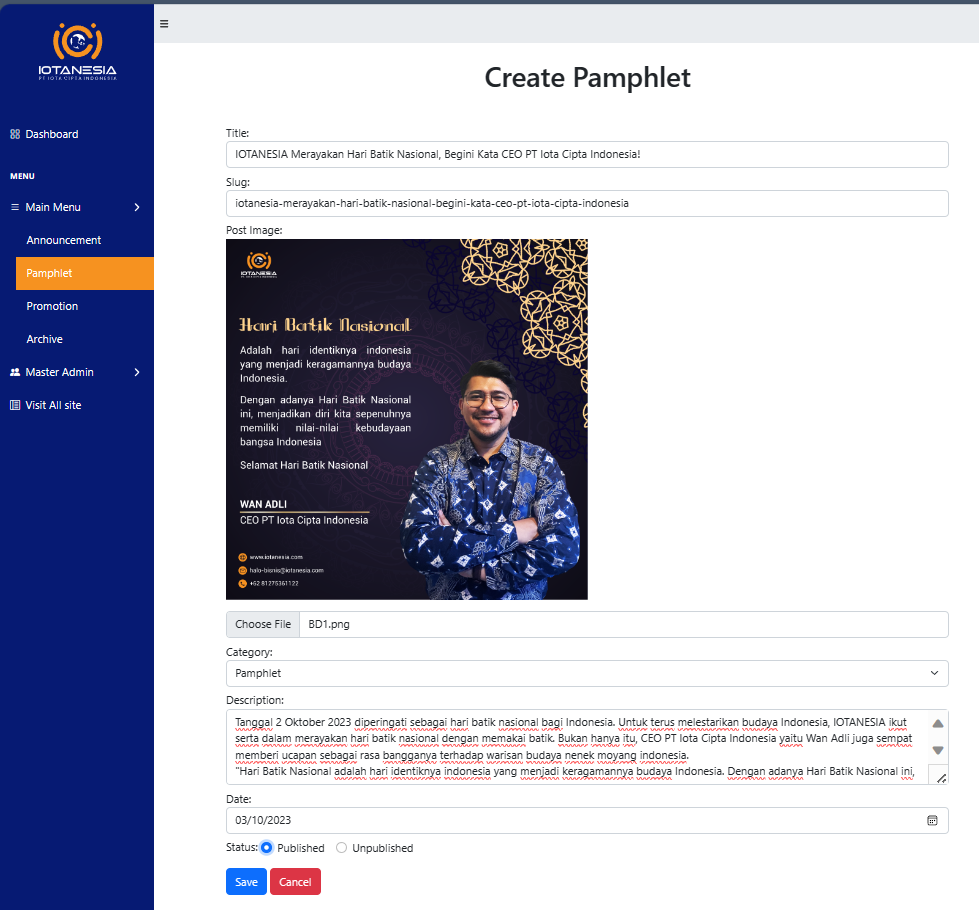 IOTANESIA
PT IOTA CIPTA INDONESIA
Dashboard
MENU
Main Menu
Announcement
Pamphlet
Promotion
Archive
Master Admin
Visit All site
Create Pamphlet
Title:
IOTANESIA Merayakan Hari Batik Nasional, Begini Kata CEO PT Iota Cipta Indonesia!
Slug:
iotanesia-merayakan-hari-batik-nasional-begini-kata-ceo-pt-iota-cipta-indonesia
Post Image:
IOTANESIA
PT IOTA CIPTA INDONESIA
Hari Batik Nasional
Adalah hari identiknya indonesia
yang menjadi keragamannya budaya
Indonesia.
Dengan adanya Hari Batik Nasional
ini, menjadikan diri kita sepenuhnya
memiliki nilai-nilai kebudayaan
bangsa Indonesia
Selamat Hari Batik Nasional
WAN ADLI
CEO PT Iota Cipta Indonesia
www.iotanesia.com
halo-bisnis@iotanesia.com
+62 81275361122
Choose File BD1.png
Category:
Pamphlet
Description:
Tanggal 2 Oktober 2023 diperingati sebagai hari batik nasional bagi Indonesia. Untuk terus melestarikan budaya Indonesia, IOTANESIA ikut
serta dalam merayakan hari batik nasional dengan memakai batik. Bukan hanya itu, CEO PT Iota Cipta Indonesia yaitu Wan Adli juga sempat
memberi ucapan sebagai rasa bangganya terhadap warisan budaya nenek moyang indonesia.
"Hari Batik Nasional adalah hari identiknya indonesia yang menjadi keragamannya budaya Indonesia. Dengan adanya Hari Batik Nasional ini,
Date:
03/10/2023
Status: Published Unpublished
Save Cancel